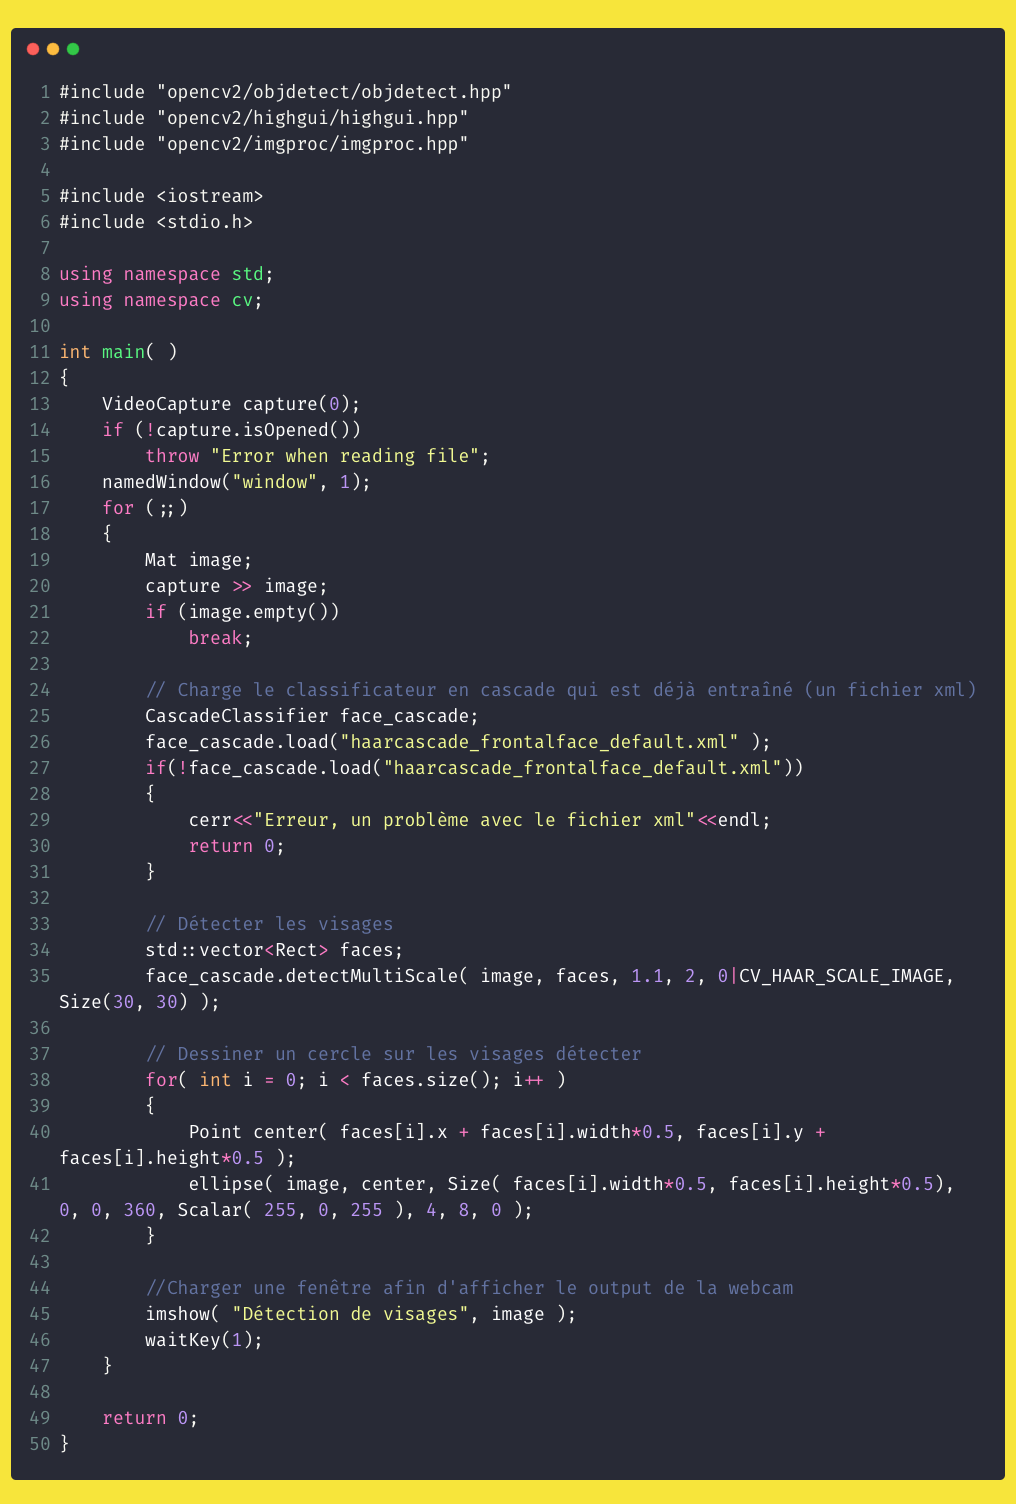 1 #include "opencv2/objdetect/objdetect.hpp"
2 #include "opencv2/highgui/highgui.hpp"
3 #include "opencv2/imgproc/imgproc.hpp"
4
5 #include <iostream>
6 #include <stdio.h>
7
8 using namespace std;
9 using namespace cv;
10
11 int main( )
12 {
13     VideoCapture capture(0);
14     if (!capture.isOpened())
15         throw "Error when reading file";
16     namedWindow("window", 1);
17     for (;;)
18     {
19         Mat image;
20         capture >> image;
21         if (image.empty())
22             break;
23
24         // Charge le classificateur en cascade qui est déjà entraîné (un fichier xml)
25         CascadeClassifier face_cascade;
26         face_cascade.load("haarcascade_frontalface_default.xml" );
27         if(!face_cascade.load("haarcascade_frontalface_default.xml"))
28         {
29             cerr<<"Erreur, un problème avec le fichier xml"<<endl;
30             return 0;
31         }
32
33         // Détecter les visages
34         std::vector<Rect> faces;
35         face_cascade.detectMultiScale( image, faces, 1.1, 2, 0|CV_HAAR_SCALE_IMAGE,
Size(30, 30) );
36
37         // Dessiner un cercle sur les visages détecter
38         for( int i = 0; i < faces.size(); i++ )
39         {
40             Point center( faces[i].x + faces[i].width*0.5, faces[i].y +
faces[i].height*0.5 );
41             ellipse( image, center, Size( faces[i].width*0.5, faces[i].height*0.5),
0, 0, 360, Scalar( 255, 0, 255 ), 4, 8, 0 );
42         }
43
44         //Charger une fenêtre afin d'afficher le output de la webcam
45         imshow( "Détection de visages", image );
46         waitKey(1);
47     }
48
49     return 0;
50 }